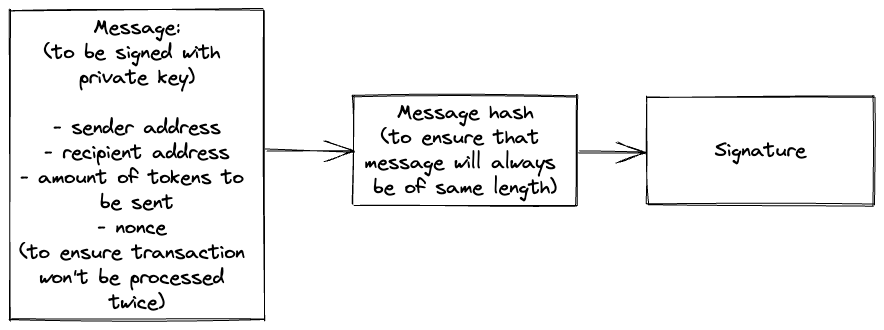 Message:
(to be signed with
private key)
- sender address
- recipient address
- amount of tokens to
be sent
- nonce
(to ensure transaction
won't be processed
twice)
Message hash
(to ensure that
message will always
be of same length)
Signature